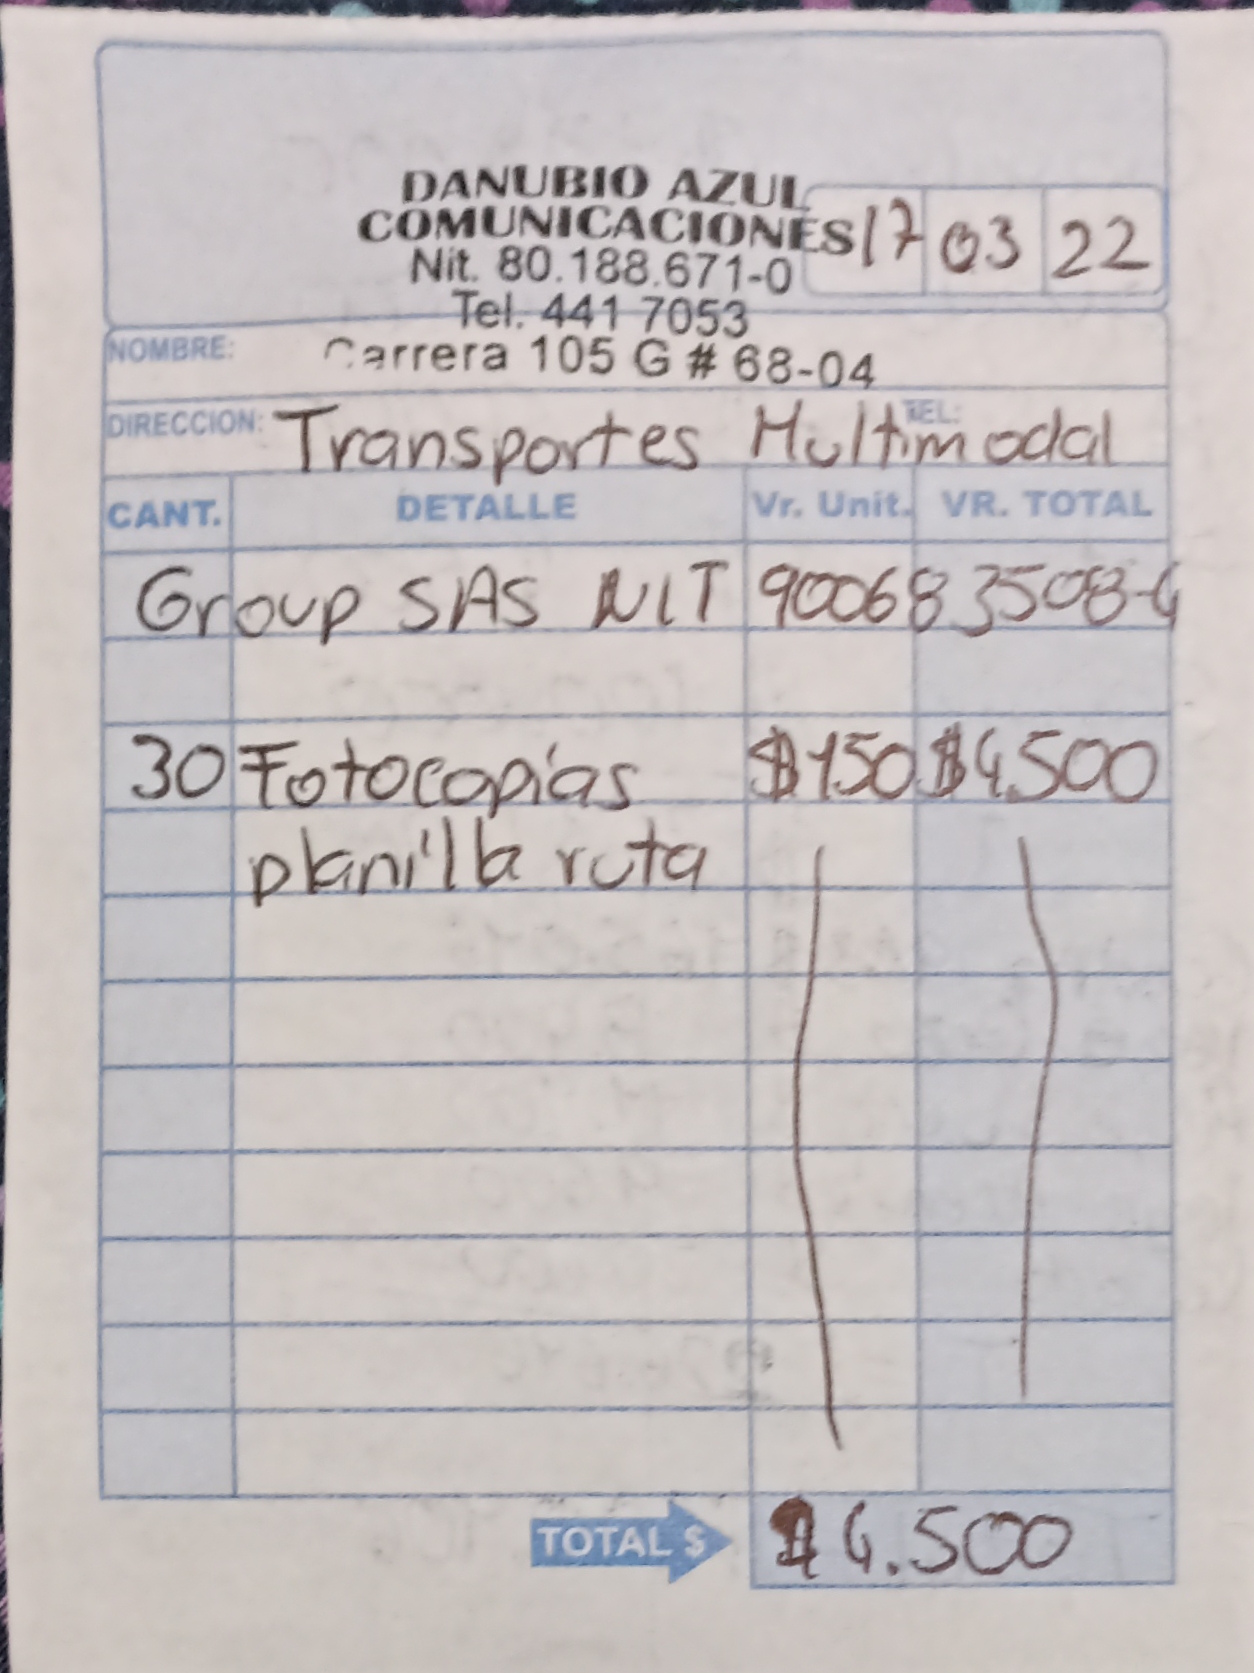 DANUBIO AZUL
COMUNICACIONES 17 03 22
Nit. 80.188.671-0
Tel. 441 7053
NOMBRE: Carrera 105 G # 68-04
DIRECCION: Transportes Multimodal TEL:
CANT. DETALLE Vr. Unit. VR. TOTAL
Group SAS NIT 900683508-4
30 Fotocopias $150 $4.500
planilla ruta
TOTAL $ $4.500